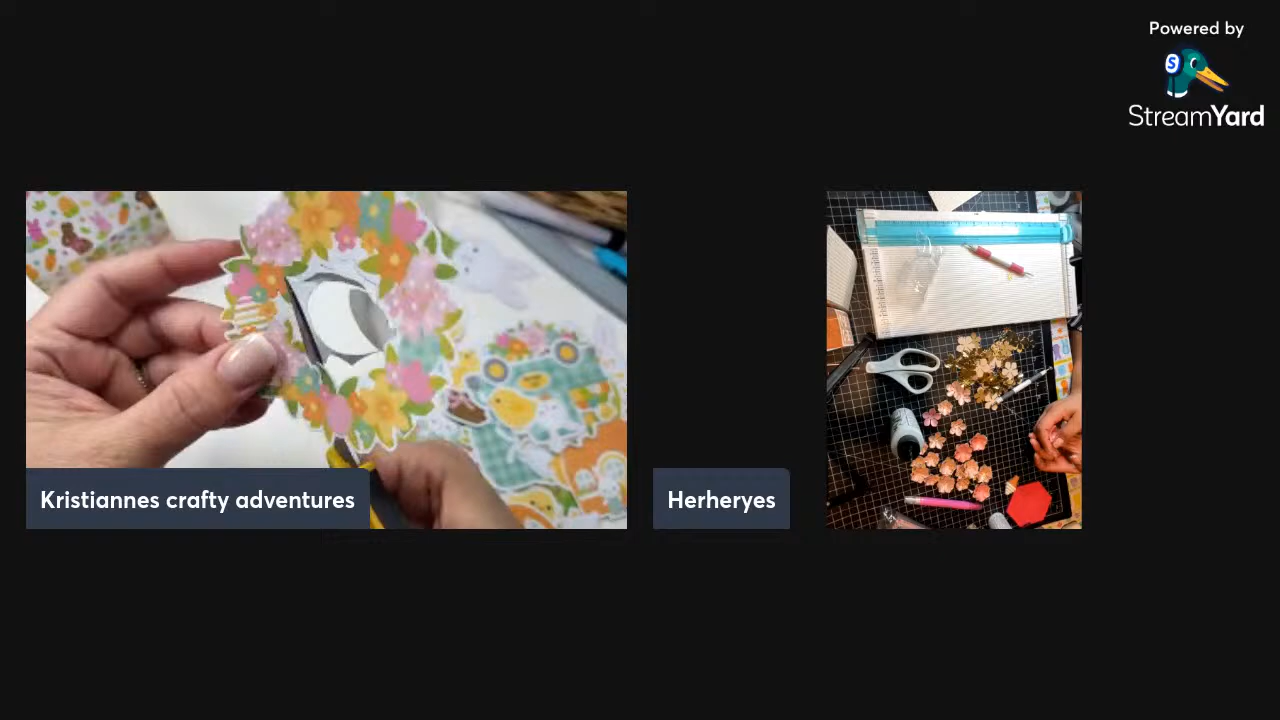 Powered by
S
StreamYard
Kristiannes crafty adventures
Herheryes